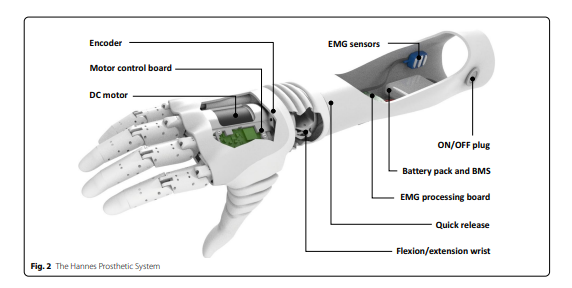 Encoder
Motor control board
DC motor
EMG sensors
ON/OFF plug
Battery pack and BMS
EMG processing board
Quick release
Flexion/extension wrist
Fig. 2 The Hannes Prosthetic System